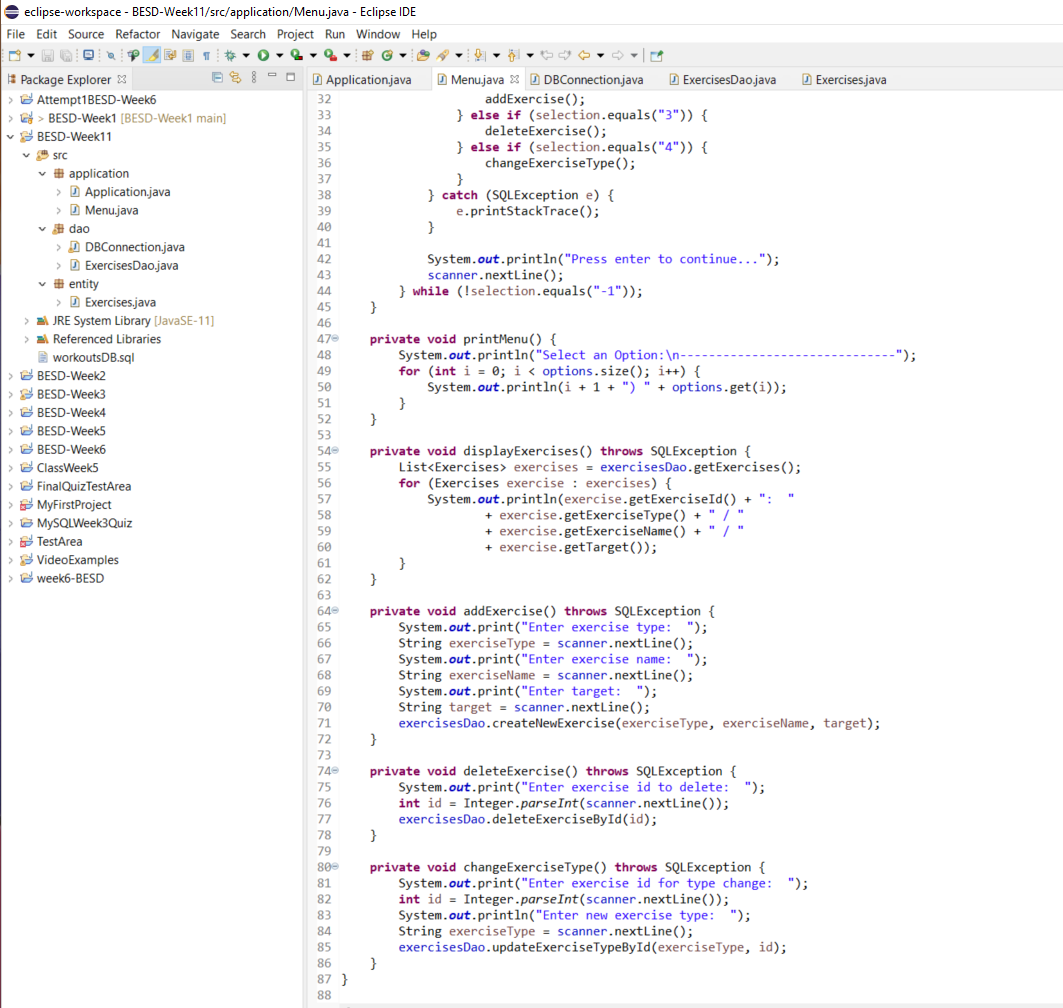 eclipse-workspace - BESD-Week11/src/application/Menu.java - Eclipse IDE
File Edit Source Refactor Navigate Search Project Run Window Help
Package Explorer
Application.java Menu.java DBConnection.java ExercisesDao.java Exercises.java
Attempt1BESD-Week6
> BESD-Week1 [BESD-Week1 main]
BESD-Week11
src
application
Application.java
Menu.java
dao
DBConnection.java
ExercisesDao.java
entity
Exercises.java
JRE System Library [JavaSE-11]
Referenced Libraries
workoutsDB.sql
BESD-Week2
BESD-Week3
BESD-Week4
BESD-Week5
BESD-Week6
ClassWeek5
FinalQuizTestArea
MyFirstProject
MySQLWeek3Quiz
TestArea
VideoExamples
week6-BESD
32 addExercise();
33 } else if (selection.equals("3")) {
34 deleteExercise();
35 } else if (selection.equals("4")) {
36 changeExerciseType();
37 }
38 } catch (SQLException e) {
39 e.printStackTrace();
40 }
41
42 System.out.println("Press enter to continue...");
43 scanner.nextLine();
44 } while (!selection.equals("-1"));
45 }
46
47 private void printMenu() {
48 System.out.println("Select an Option:\n------------------------------");
49 for (int i = 0; i < options.size(); i++) {
50 System.out.println(i + 1 + ") " + options.get(i));
51 }
52 }
53
54 private void displayExercises() throws SQLException {
55 List<Exercises> exercises = exercisesDao.getExercises();
56 for (Exercises exercise : exercises) {
57 System.out.println(exercise.getExerciseId() + ":  "
58 + exercise.getExerciseType() + " / "
59 + exercise.getExerciseName() + " / "
60 + exercise.getTarget());
61 }
62 }
63
64 private void addExercise() throws SQLException {
65 System.out.print("Enter exercise type:  ");
66 String exerciseType = scanner.nextLine();
67 System.out.print("Enter exercise name:  ");
68 String exerciseName = scanner.nextLine();
69 System.out.print("Enter target:  ");
70 String target = scanner.nextLine();
71 exercisesDao.createNewExercise(exerciseType, exerciseName, target);
72 }
73
74 private void deleteExercise() throws SQLException {
75 System.out.print("Enter exercise id to delete:  ");
76 int id = Integer.parseInt(scanner.nextLine());
77 exercisesDao.deleteExerciseById(id);
78 }
79
80 private void changeExerciseType() throws SQLException {
81 System.out.print("Enter exercise id for type change:  ");
82 int id = Integer.parseInt(scanner.nextLine());
83 System.out.println("Enter new exercise type:  ");
84 String exerciseType = scanner.nextLine();
85 exercisesDao.updateExerciseTypeById(exerciseType, id);
86 }
87 }
88